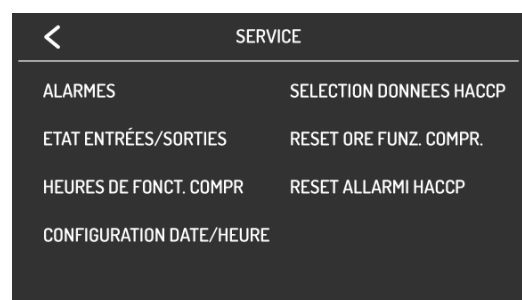 SERVICE
ALARMES
SELECTION DONNEES HACCP
ETAT ENTRÉES/SORTIES
RESET ORE FUNZ. COMPR.
HEURES DE FONCT. COMPR
RESET ALLARMI HACCP
CONFIGURATION DATE/HEURE